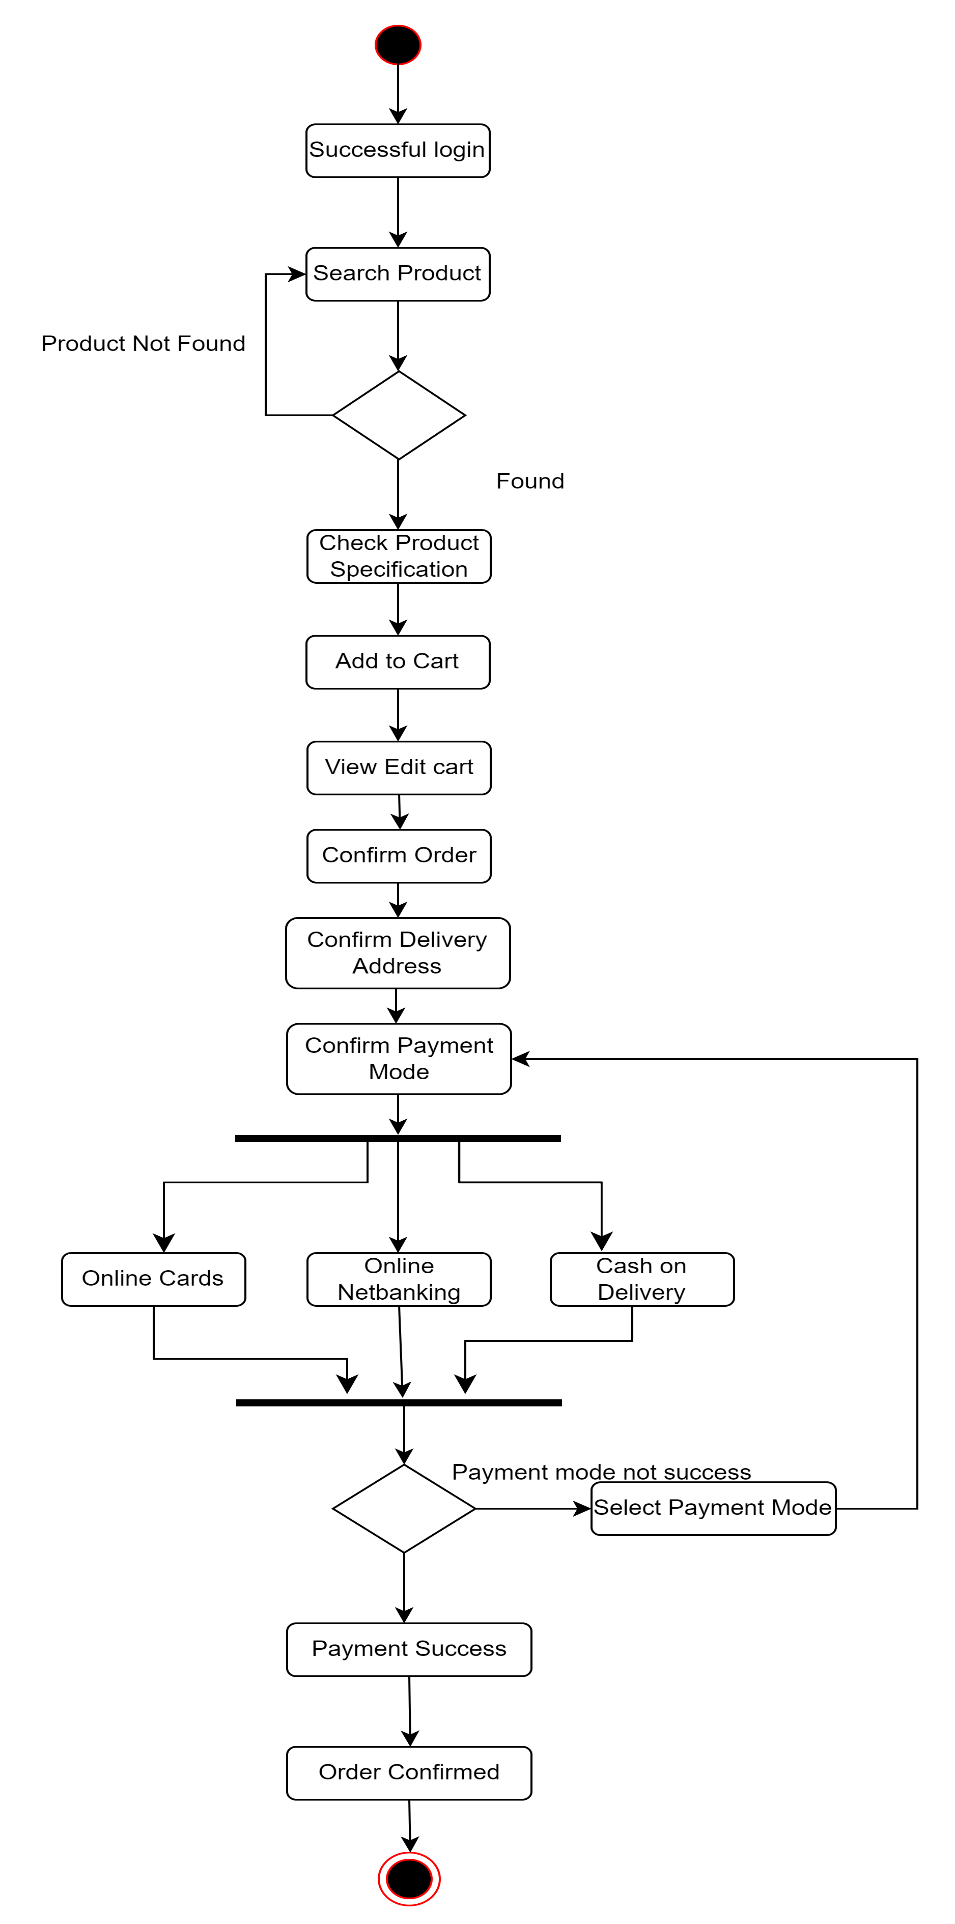 Successful login
Search Product
Product Not Found
Found
Check Product
Specification
Add to Cart
View Edit cart
Confirm Order
Confirm Delivery
Address
Confirm Payment
Mode
Online Cards
Online
Netbanking
Cash on
Delivery
Payment mode not success
Select Payment Mode
Payment Success
Order Confirmed